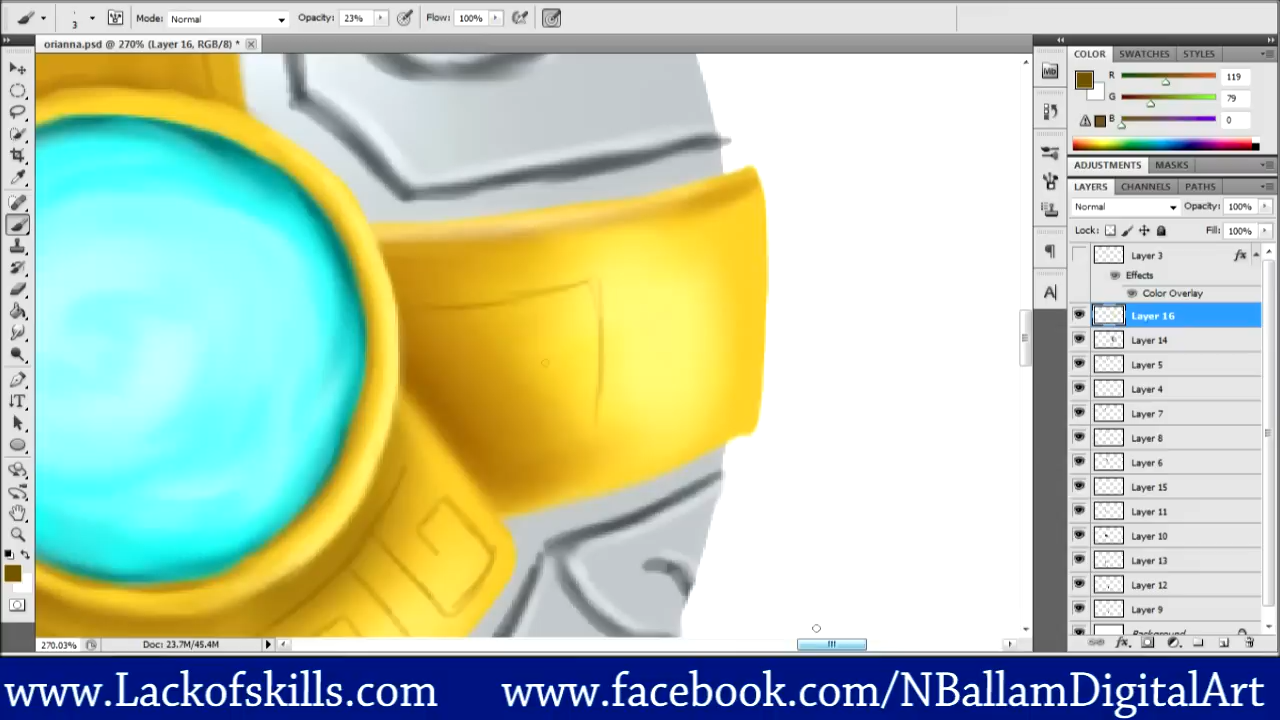 3 Mode: Normal Opacity: 23% Flow: 100%
orianna.psd @ 270% (Layer 16, RGB/8) *
COLOR SWATCHES STYLES
R 119
G 79
B 0
ADJUSTMENTS MASKS
LAYERS CHANNELS PATHS
Normal Opacity: 100%
Lock: Fill: 100%
Layer 3 fx
Effects
Color Overlay
Layer 16
Layer 14
Layer 5
Layer 4
Layer 7
Layer 8
Layer 6
Layer 15
Layer 11
Layer 10
Layer 13
Layer 12
Layer 9
Background
270.03% Doc: 23.7M/45.4M
www.Lackofskills.com www.facebook.com/NBallamDigitalArt